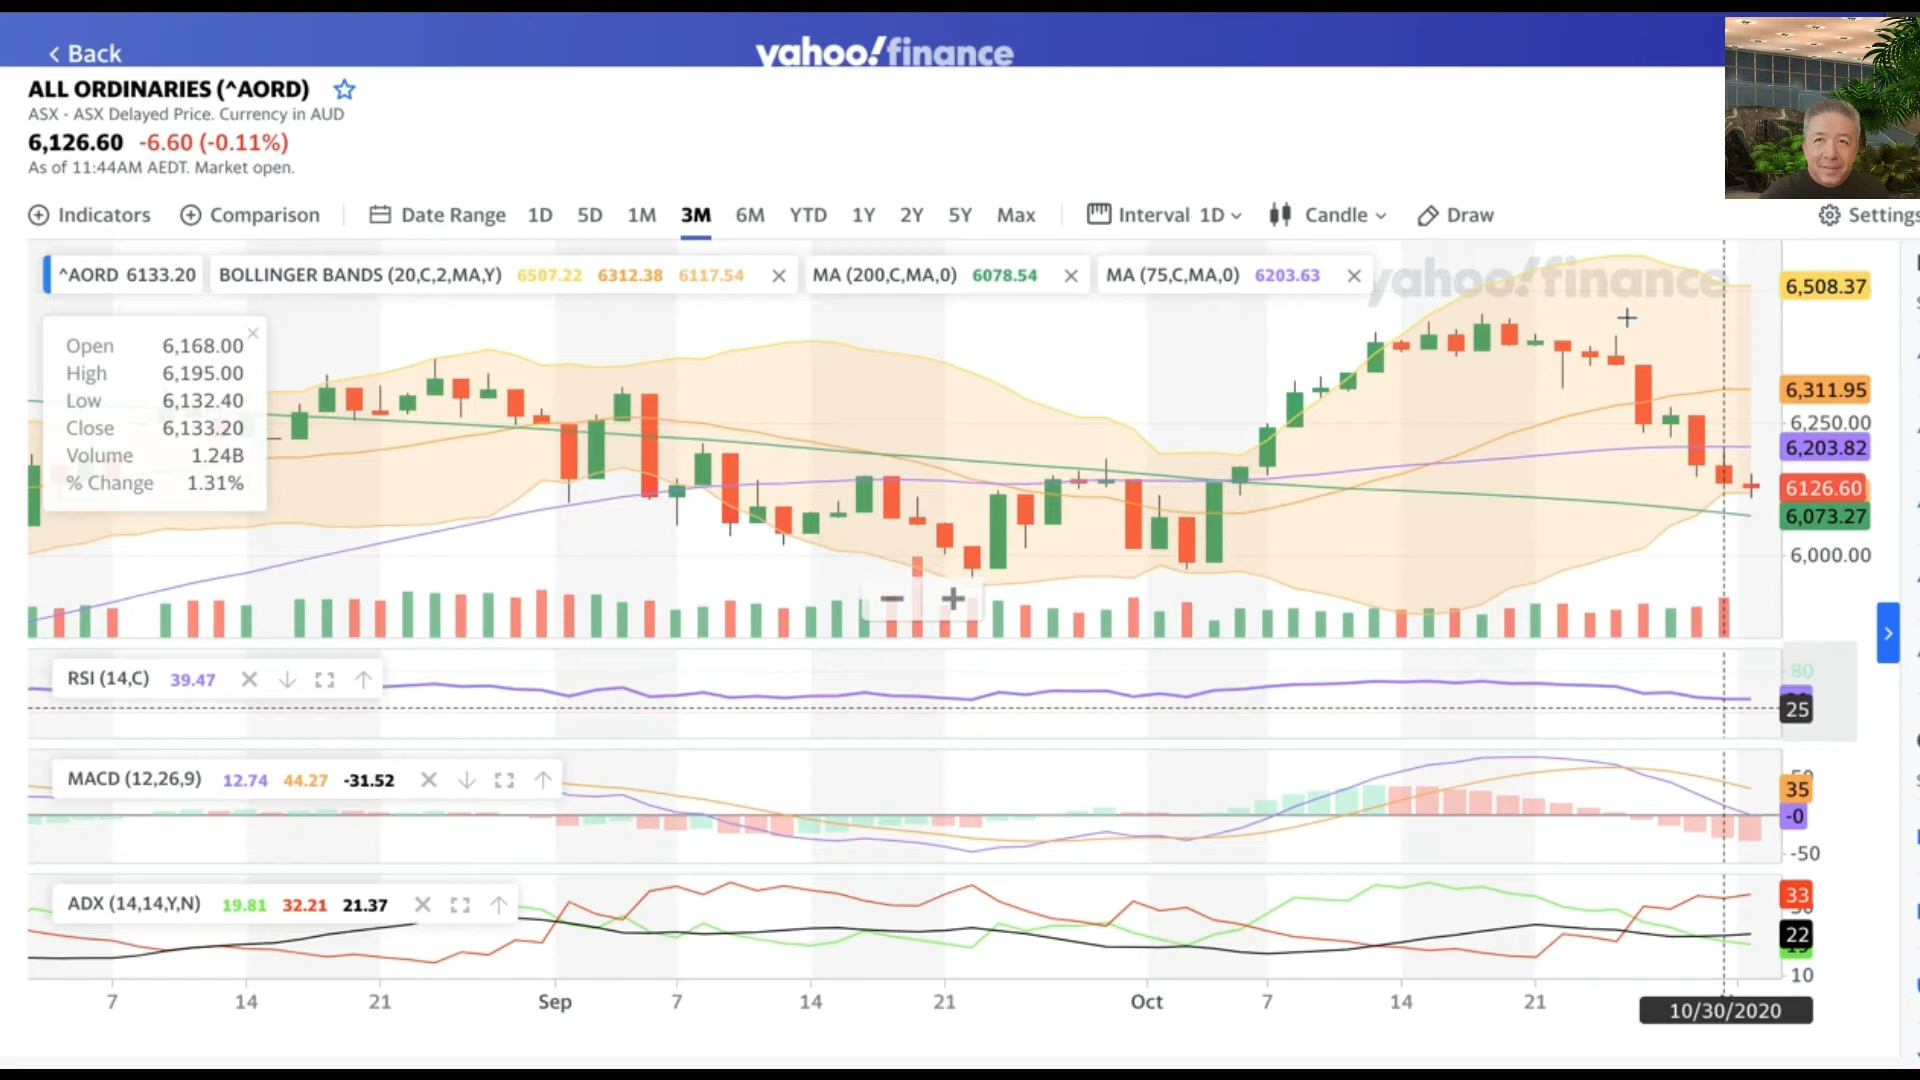 Back
yahoo!finance
ALL ORDINARIES (^AORD)
ASX - ASX Delayed Price. Currency in AUD
6,126.60 -6.60 (-0.11%)
As of 11:44AM AEDT. Market open.
Indicators Comparison Date Range 1D 5D 1M 3M 6M YTD 1Y 2Y 5Y Max Interval 1D Candle Draw Settings
^AORD 6133.20 BOLLINGER BANDS (20,C,2,MA,Y) 6507.22 6312.38 6117.54 MA (200,C,MA,0) 6078.54 MA (75,C,MA,0) 6203.63
yahoo!finance
6,508.37
Open 6,168.00
High 6,195.00
Low 6,132.40
Close 6,133.20
Volume 1.24B
% Change 1.31%
6,311.95
6,250.00
6,203.82
6126.60
6,073.27
6,000.00
RSI (14,C) 39.47
80
25
MACD (12,26,9) 12.74 44.27 -31.52
35
-0
-50
ADX (14,14,Y,N) 19.81 32.21 21.37
33
22
10
7 14 21 Sep 7 14 21 Oct 7 14 21
10/30/2020